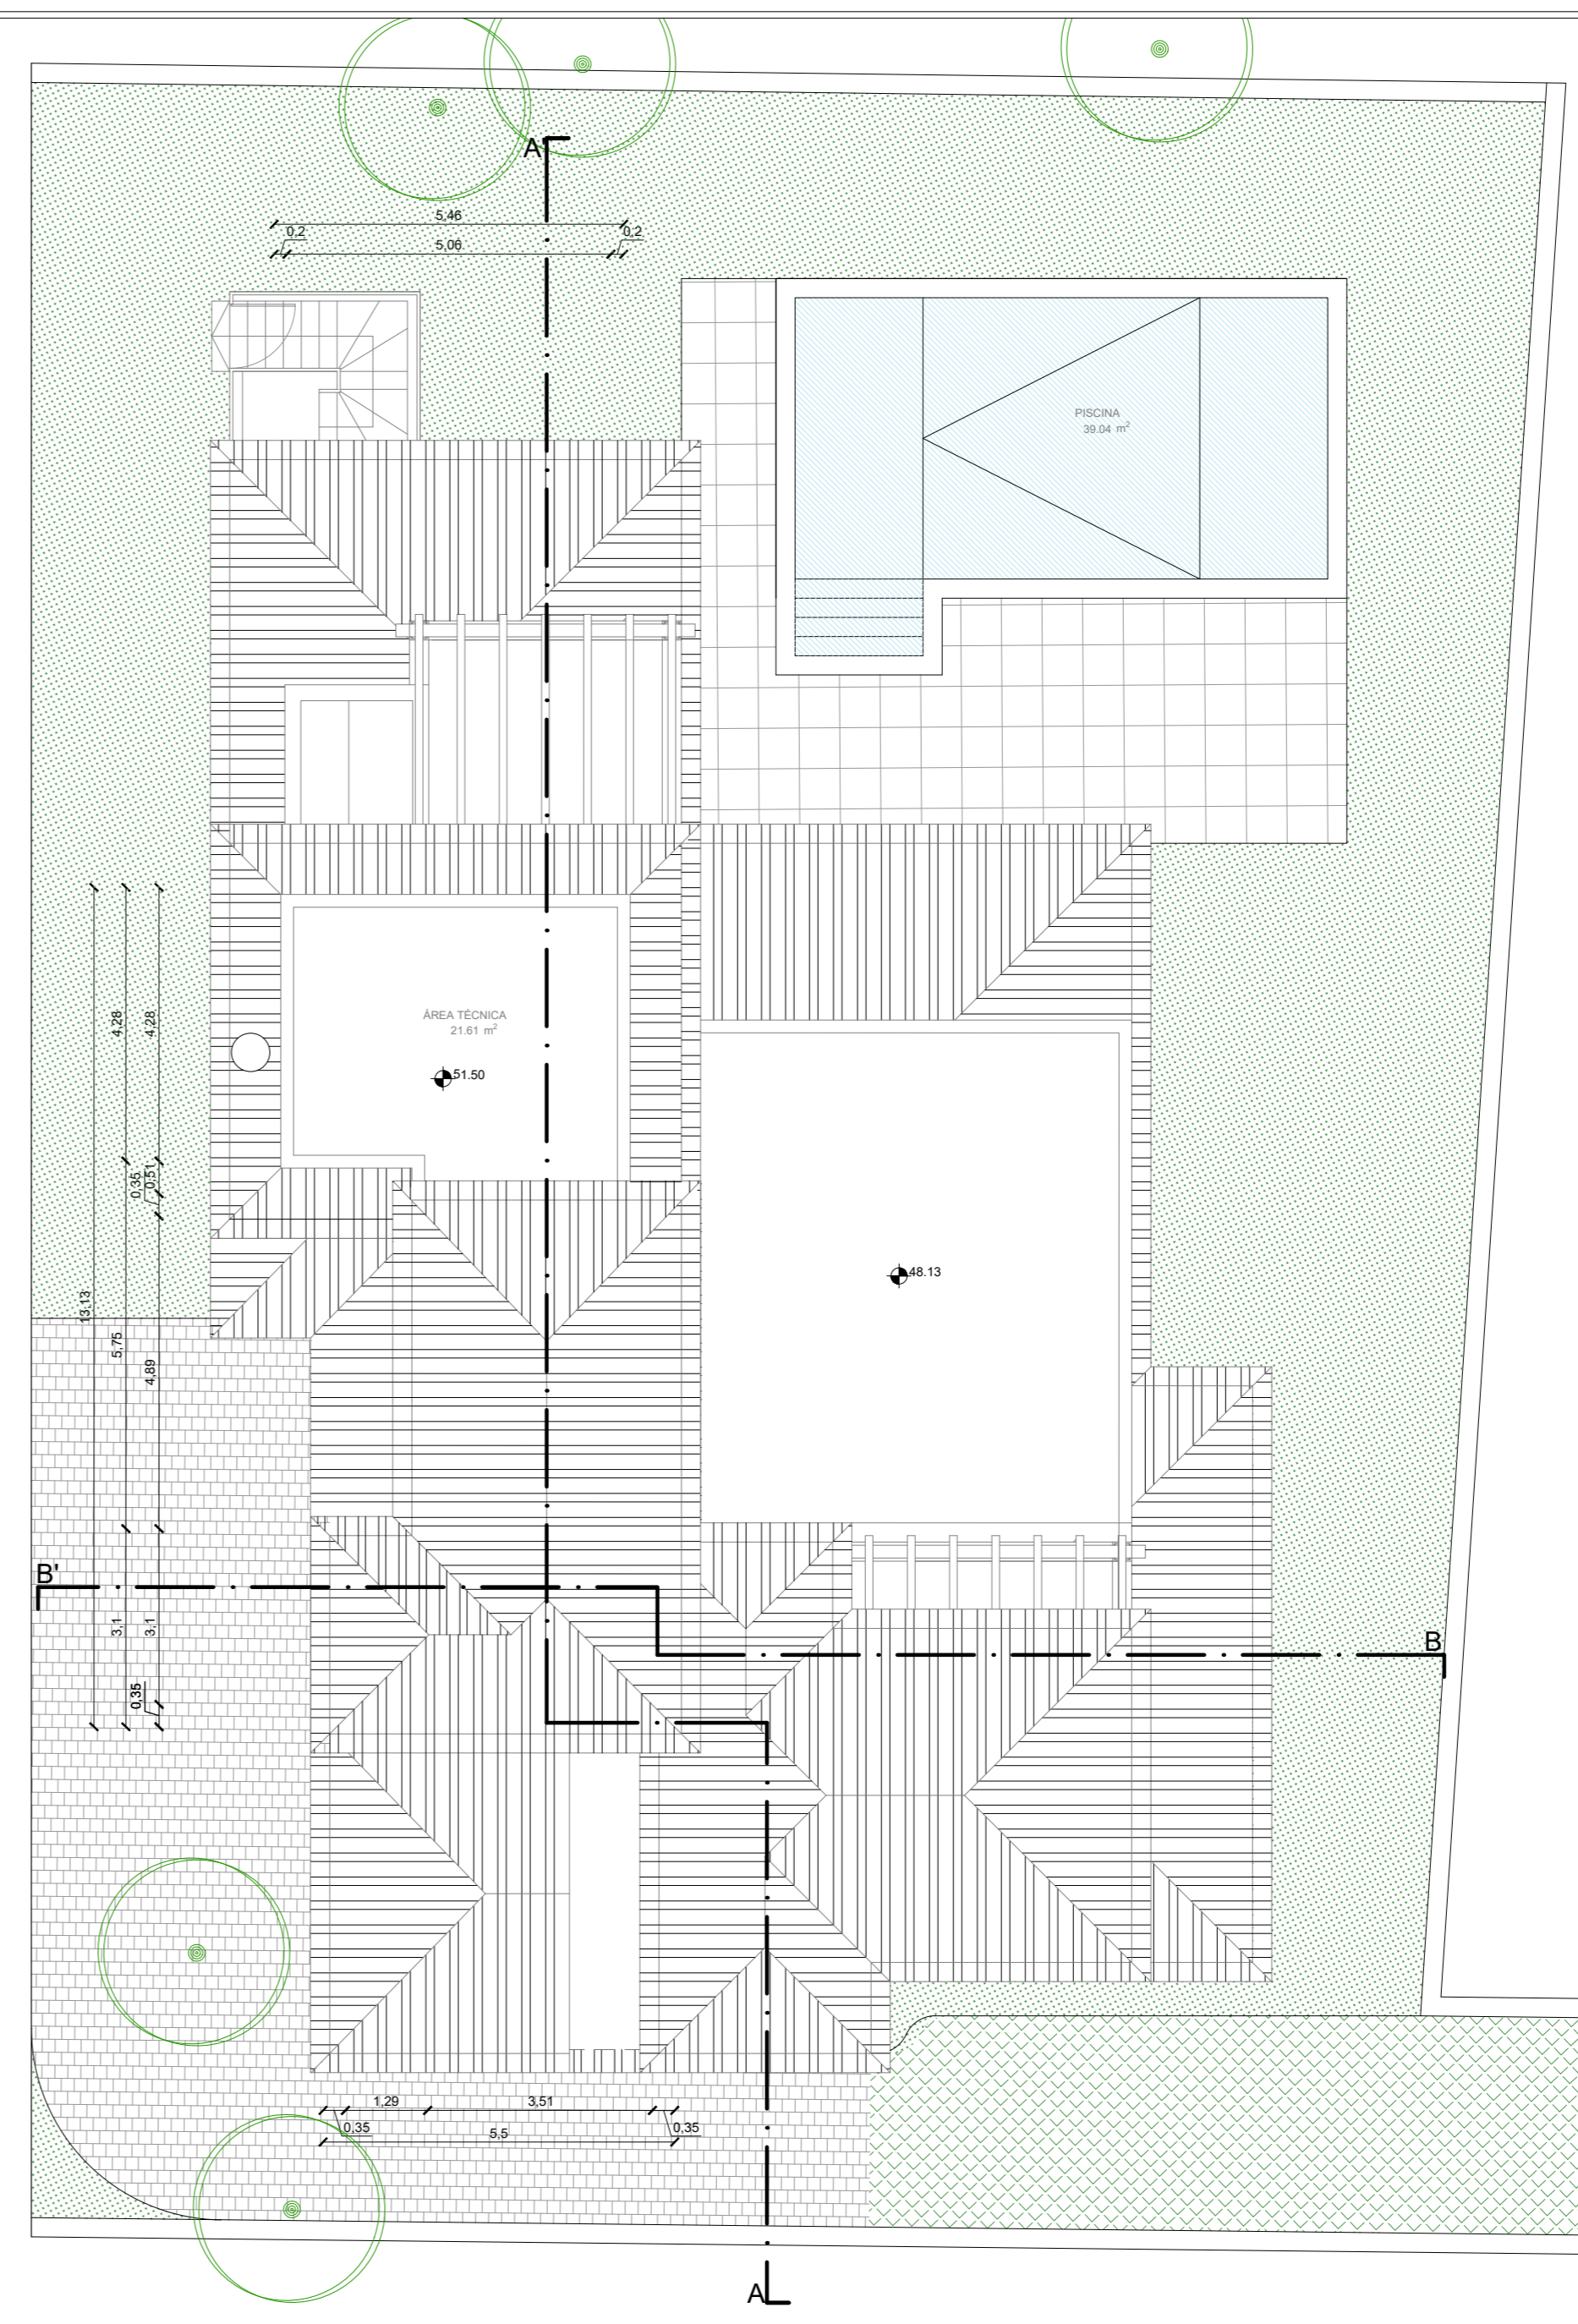 A'
5,46
0,2
5,06
0,2
PISCINA
39.04 m²
ÁREA TÉCNICA
21.61 m²
51.50
4,28
4,28
0,35
0,51
48.13
13,13
5,75
4,89
B'
3,1
3,1
B
0,35
1,29
3,51
0,35
0,35
5,5
A